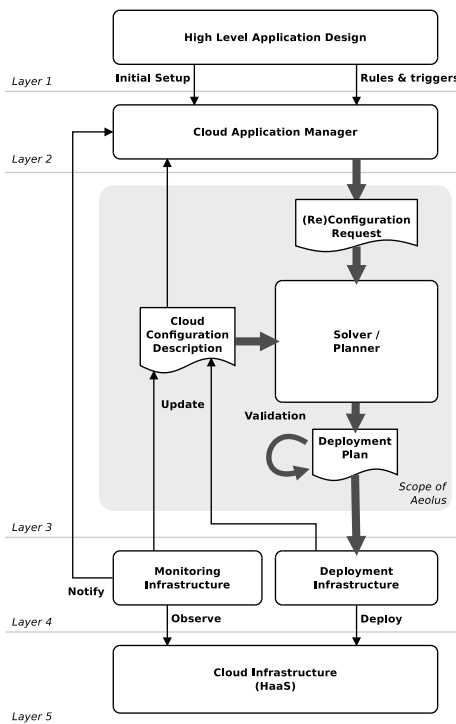 High Level Application Design
Initial Setup
Rules & triggers
Layer 1
Cloud Application Manager
Layer 2
(Re)Configuration
Request
Cloud
Configuration
Description
Solver /
Planner
Update
Validation
Deployment
Plan
Scope of
Aeolus
Layer 3
Monitoring
Infrastructure
Deployment
Infrastructure
Notify
Observe
Deploy
Layer 4
Cloud Infrastructure
(HaaS)
Layer 5